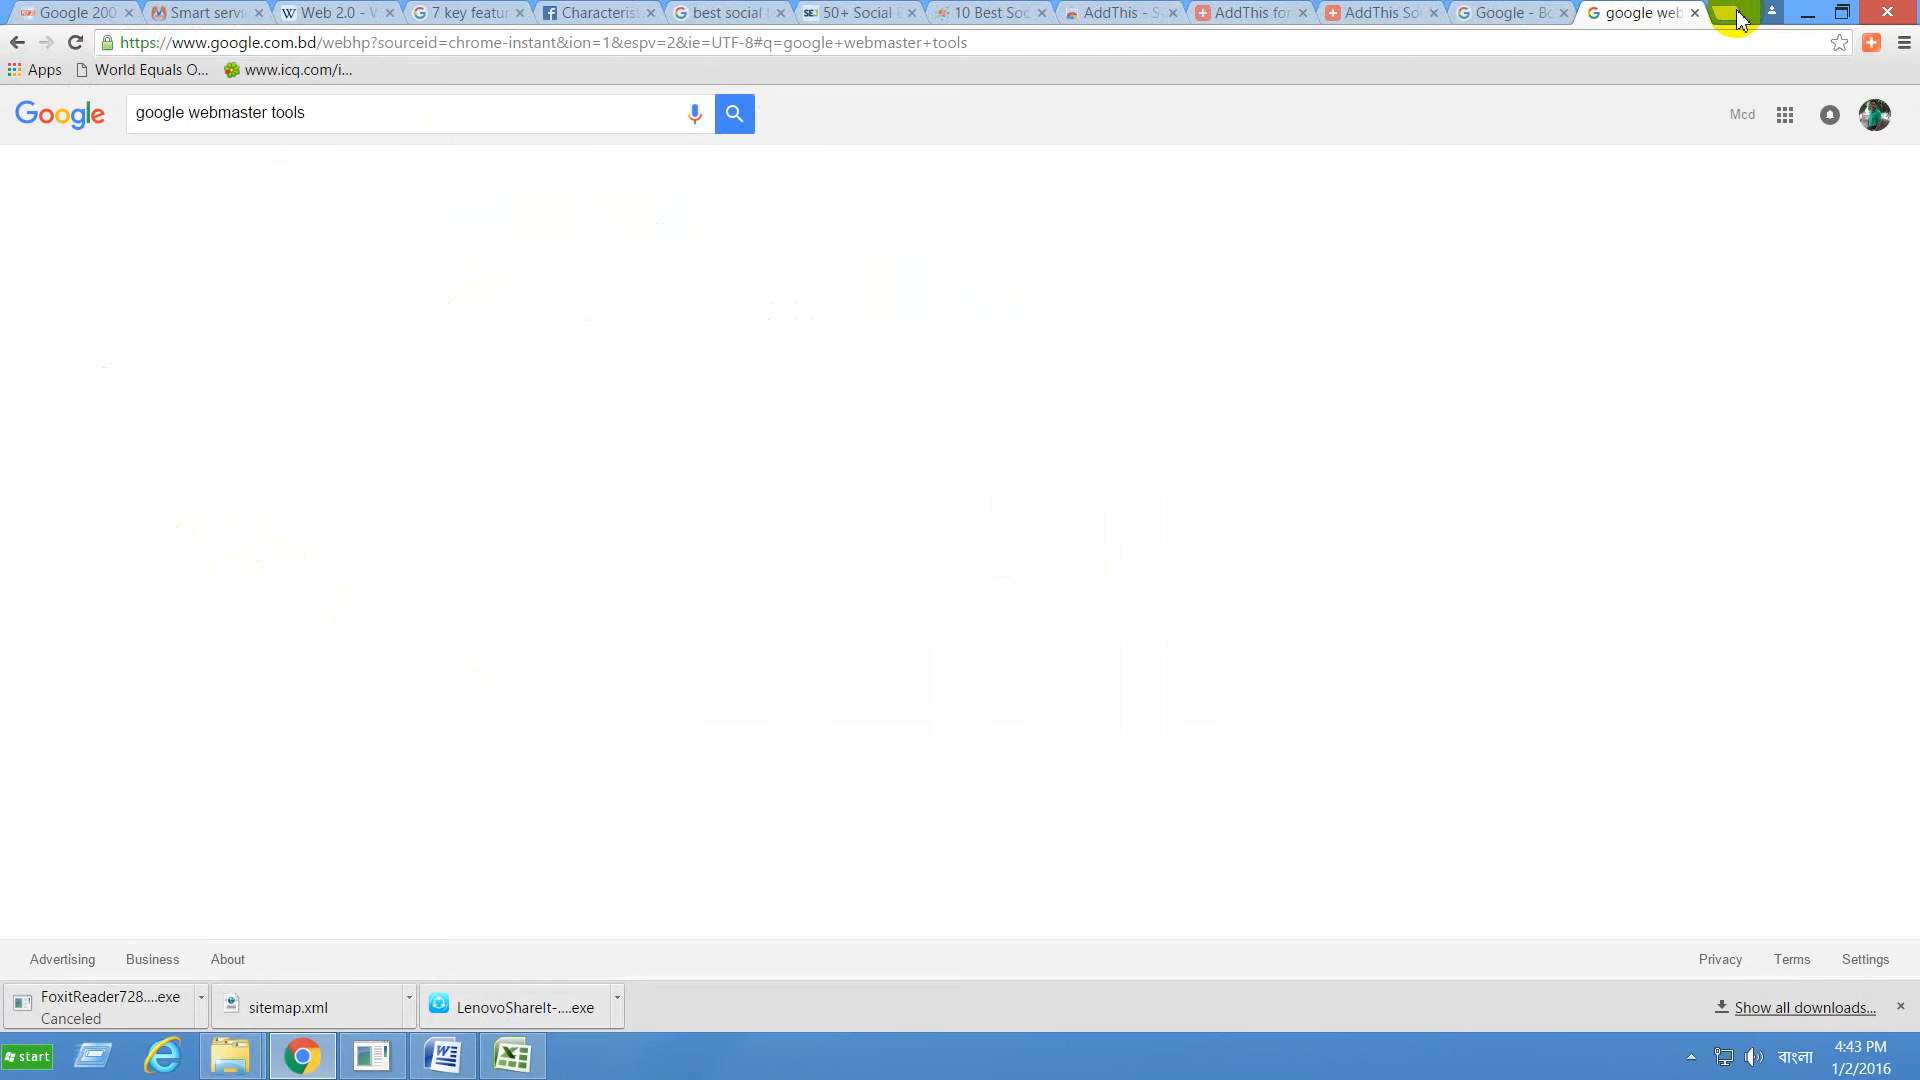 Google 200
Smart servi
Web 2.0 - W
7 key featur
Characterist
best social
50+ Social
10 Best Soc
AddThis - S
AddThis for
AddThis So
Google - Bo
google web
https://www.google.com.bd/webhp?sourceid=chrome-instant&ion=1&espv=2&ie=UTF-8#q=google+webmaster+tools
Apps
World Equals O...
www.icq.com/i...
Google
google webmaster tools
Mcd
Advertising
Business
About
Privacy
Terms
Settings
FoxitReader728....exe
Canceled
sitemap.xml
LenovoShareIt-....exe
Show all downloads...
start
বাংলা
4:43 PM
1/2/2016